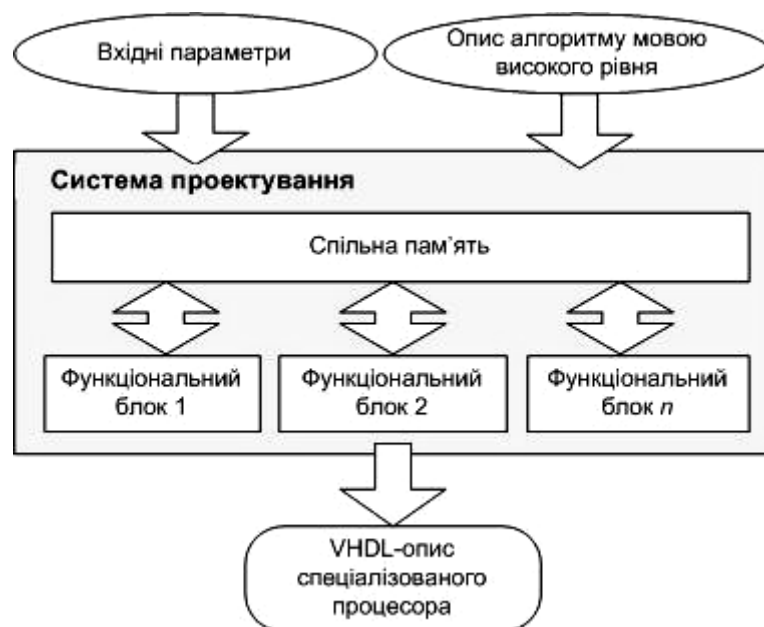 Вхідні параметри
Опис алгоритму мовою
високого рівня
Система проектування
Спільна пам`ять
Функціональний
блок 1
Функціональний
блок 2
Функціональний
блок n
VHDL-опис
спеціалізованого
процесора